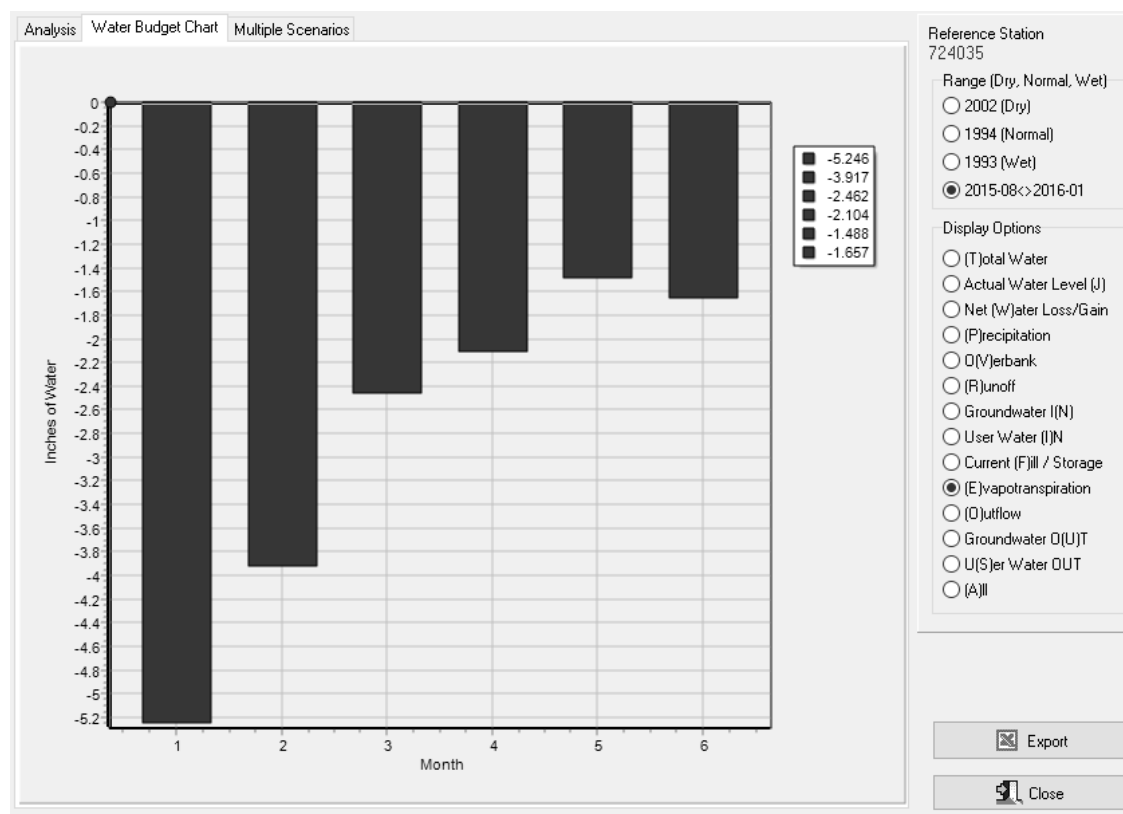 Analysis Water Budget Chart Multiple Scenarios
0
-0.2
-0.4
-0.6
-0.8
-1
-1.2
-1.4
-1.6
-1.8
-2
-2.2
-2.4
-2.6
-2.8
-3
-3.2
-3.4
-3.6
-3.8
-4
-4.2
-4.4
-4.6
-4.8
-5
-5.2
Inches of Water
1 2 3 4 5 6
Month
-5.246
-3.917
-2.462
-2.104
-1.488
-1.657
Reference Station
724035
Range (Dry, Normal, Wet)
2002 (Dry)
1994 (Normal)
1993 (Wet)
2015-08<>2016-01
Display Options
(T)otal Water
Actual Water Level (J)
Net (W)ater Loss/Gain
(P)recipitation
O(V)erbank
(R)unoff
Groundwater I(N)
User Water (I)N
Current (F)ill / Storage
(E)vapotranspiration
(O)utflow
Groundwater O(U)T
U(S)er Water OUT
(A)ll
Export
Close